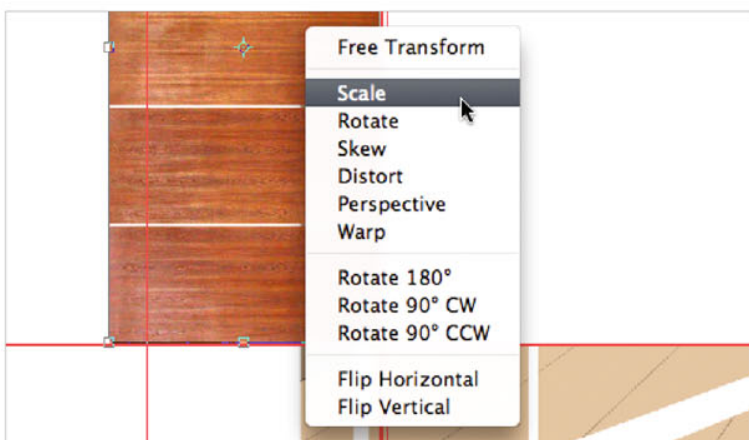 Free Transform
Scale
Rotate
Skew
Distort
Perspective
Warp
Rotate 180°
Rotate 90° CW
Rotate 90° CCW
Flip Horizontal
Flip Vertical